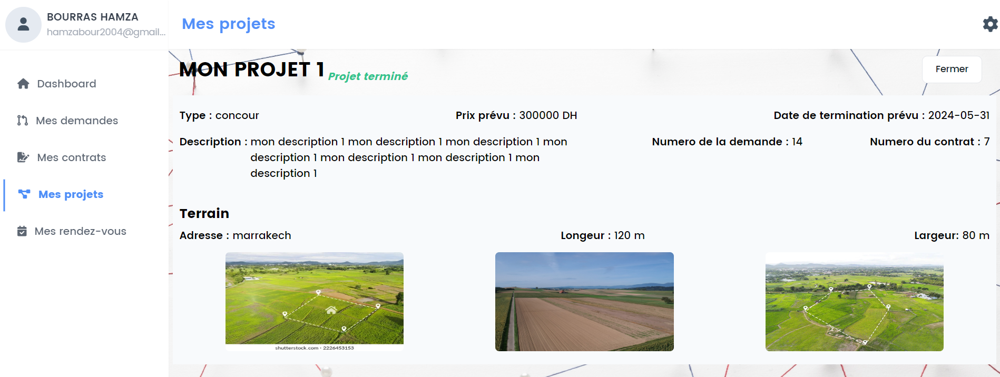 BOURRAS HAMZA
hamzabour2004@gmail...
Mes projets
Dashboard
Mes demandes
Mes contrats
Mes projets
Mes rendez-vous
MON PROJET 1 Projet terminé
Fermer
Type : concour
Prix prévu : 300000 DH
Date de termination prévu : 2024-05-31
Description : mon description 1 mon description 1 mon description 1 mon
description 1 mon description 1 mon description 1 mon
description 1
Numero de la demande : 14
Numero du contrat : 7
Terrain
Adresse : marrakech
Longeur : 120 m
Largeur: 80 m
shutterstock.com · 2226453153